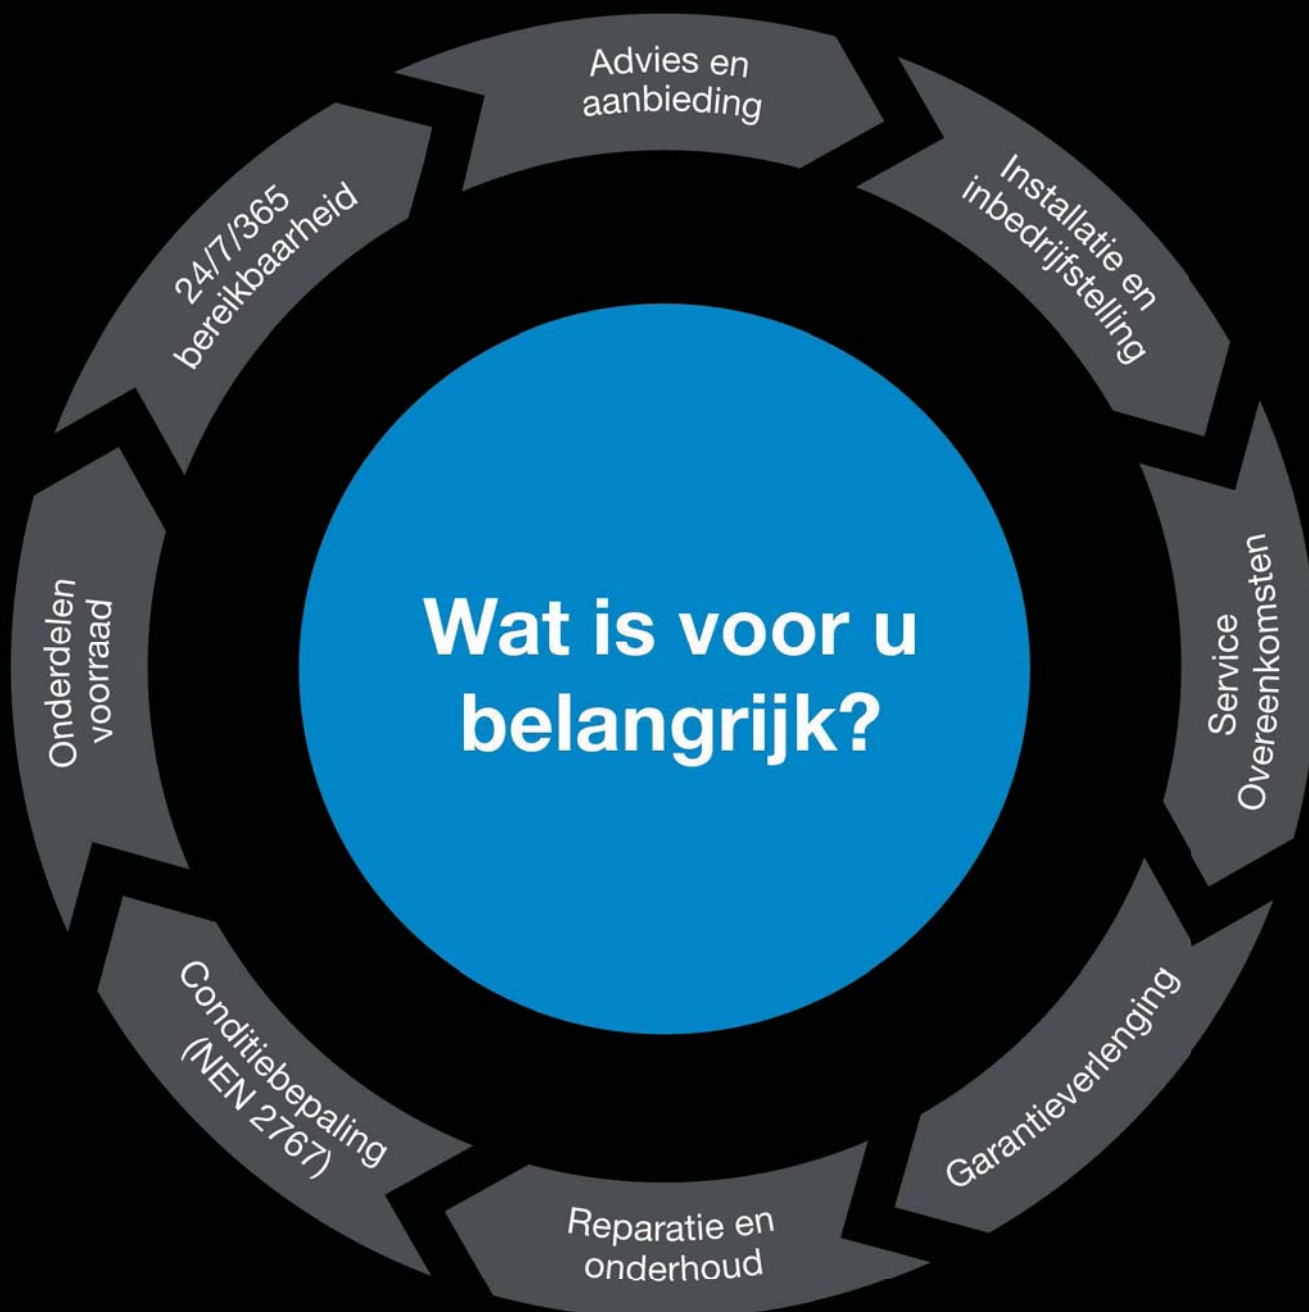 Advies en
aanbieding
Installatie en
inbedrijfstelling
Service
Overeenkomsten
Garantieverlenging
Reparatie en
onderhoud
Conditiebepaling
(NEN 2767)
Onderdelen
voorraad
24/7/365
bereikbaarheid
Wat is voor u
belangrijk?